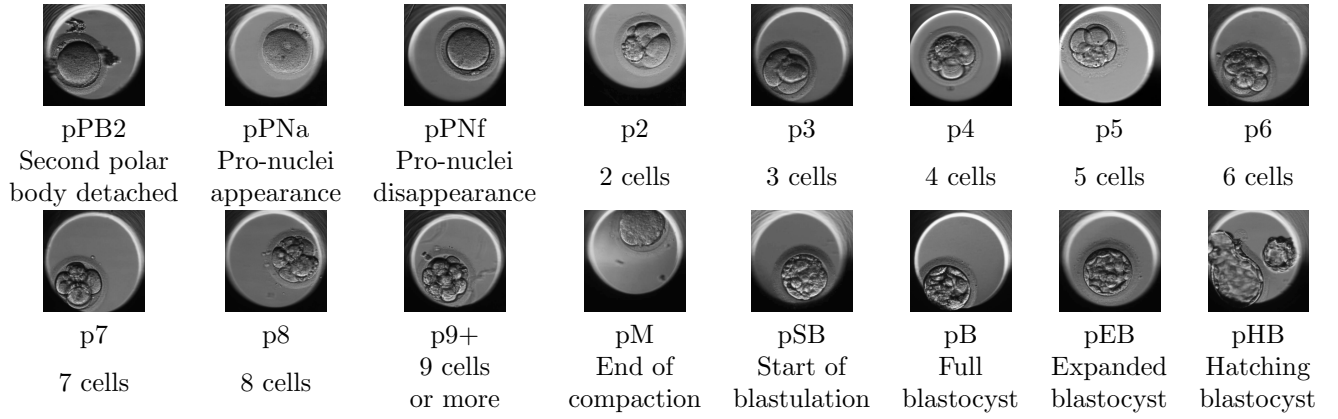 pPB2 pPNa pPNf p2 p3 p4 p5 p6
Second polar Pro-nuclei Pro-nuclei
2 cells 3 cells 4 cells 5 cells 6 cells
body detached appearance disappearance
p7 p8 p9+ pM pSB pB pEB pHB
9 cells End of Start of Full Expanded Hatching
7 cells 8 cells
or more compaction blastulation blastocyst blastocyst blastocyst